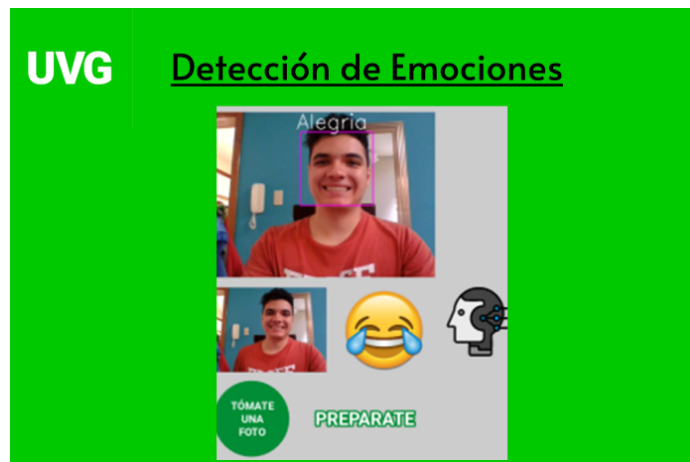 UVG
Detección de Emociones
Alegria
TÓMATE
UNA
FOTO
PREPARATE